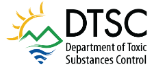 DTSC
Department of Toxic
Substances Control